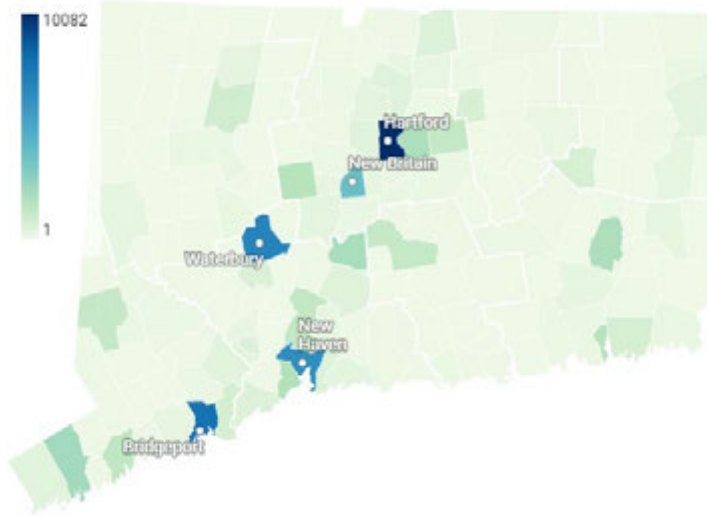 10082
1
Hartford
New Britain
Waterbury
New
Haven
Bridgeport